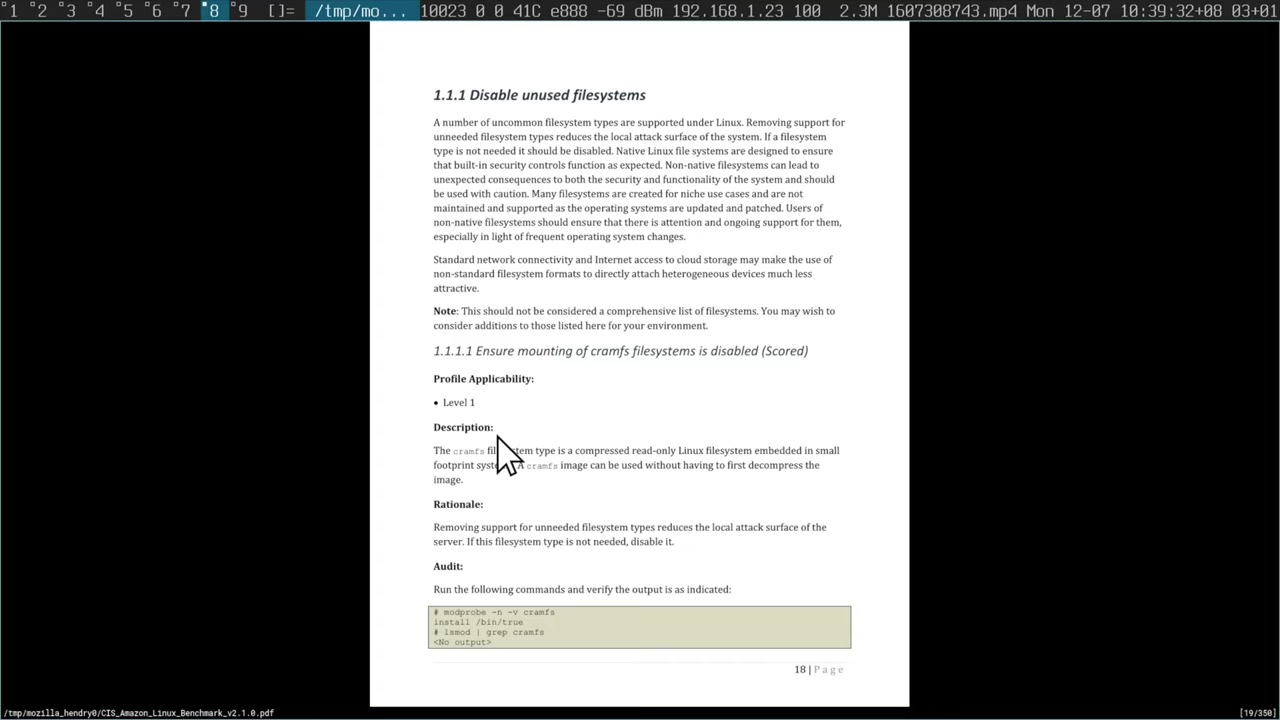 1 2 3 4 5 6 7 8 9 []= /tmp/mo... 10023 0 0 41C e888 -69 dBm 192.168.1.23 100 2.3M 1607308743.mp4 Mon 12-07 10:39:32+08 03+01
1.1.1 Disable unused filesystems
A number of uncommon filesystem types are supported under Linux. Removing support for
unneeded filesystem types reduces the local attack surface of the system. If a filesystem
type is not needed it should be disabled. Native Linux file systems are designed to ensure
that built-in security controls function as expected. Non-native filesystems can lead to
unexpected consequences to both the security and functionality of the system and should
be used with caution. Many filesystems are created for niche use cases and are not
maintained and supported as the operating systems are updated and patched. Users of
non-native filesystems should ensure that there is attention and ongoing support for them,
especially in light of frequent operating system changes.
Standard network connectivity and Internet access to cloud storage may make the use of
non-standard filesystem formats to directly attach heterogeneous devices much less
attractive.
Note: This should not be considered a comprehensive list of filesystems. You may wish to
consider additions to those listed here for your environment.
1.1.1.1 Ensure mounting of cramfs filesystems is disabled (Scored)
Profile Applicability:
• Level 1
Description:
The cramfs type is a compressed read-only Linux filesystem embedded in small
footprint A cramfs image can be used without having to first decompress the
image.
Rationale:
Removing support for unneeded filesystem types reduces the local attack surface of the
server. If this filesystem type is not needed, disable it.
Audit:
Run the following commands and verify the output is as indicated:
# modprobe -n -v cramfs
install /bin/true
# lsmod | grep cramfs
<No output>
18 | Page
/tmp/mozilla_hendry0/CIS_Amazon_Linux_Benchmark_v2.1.0.pdf [19/350]